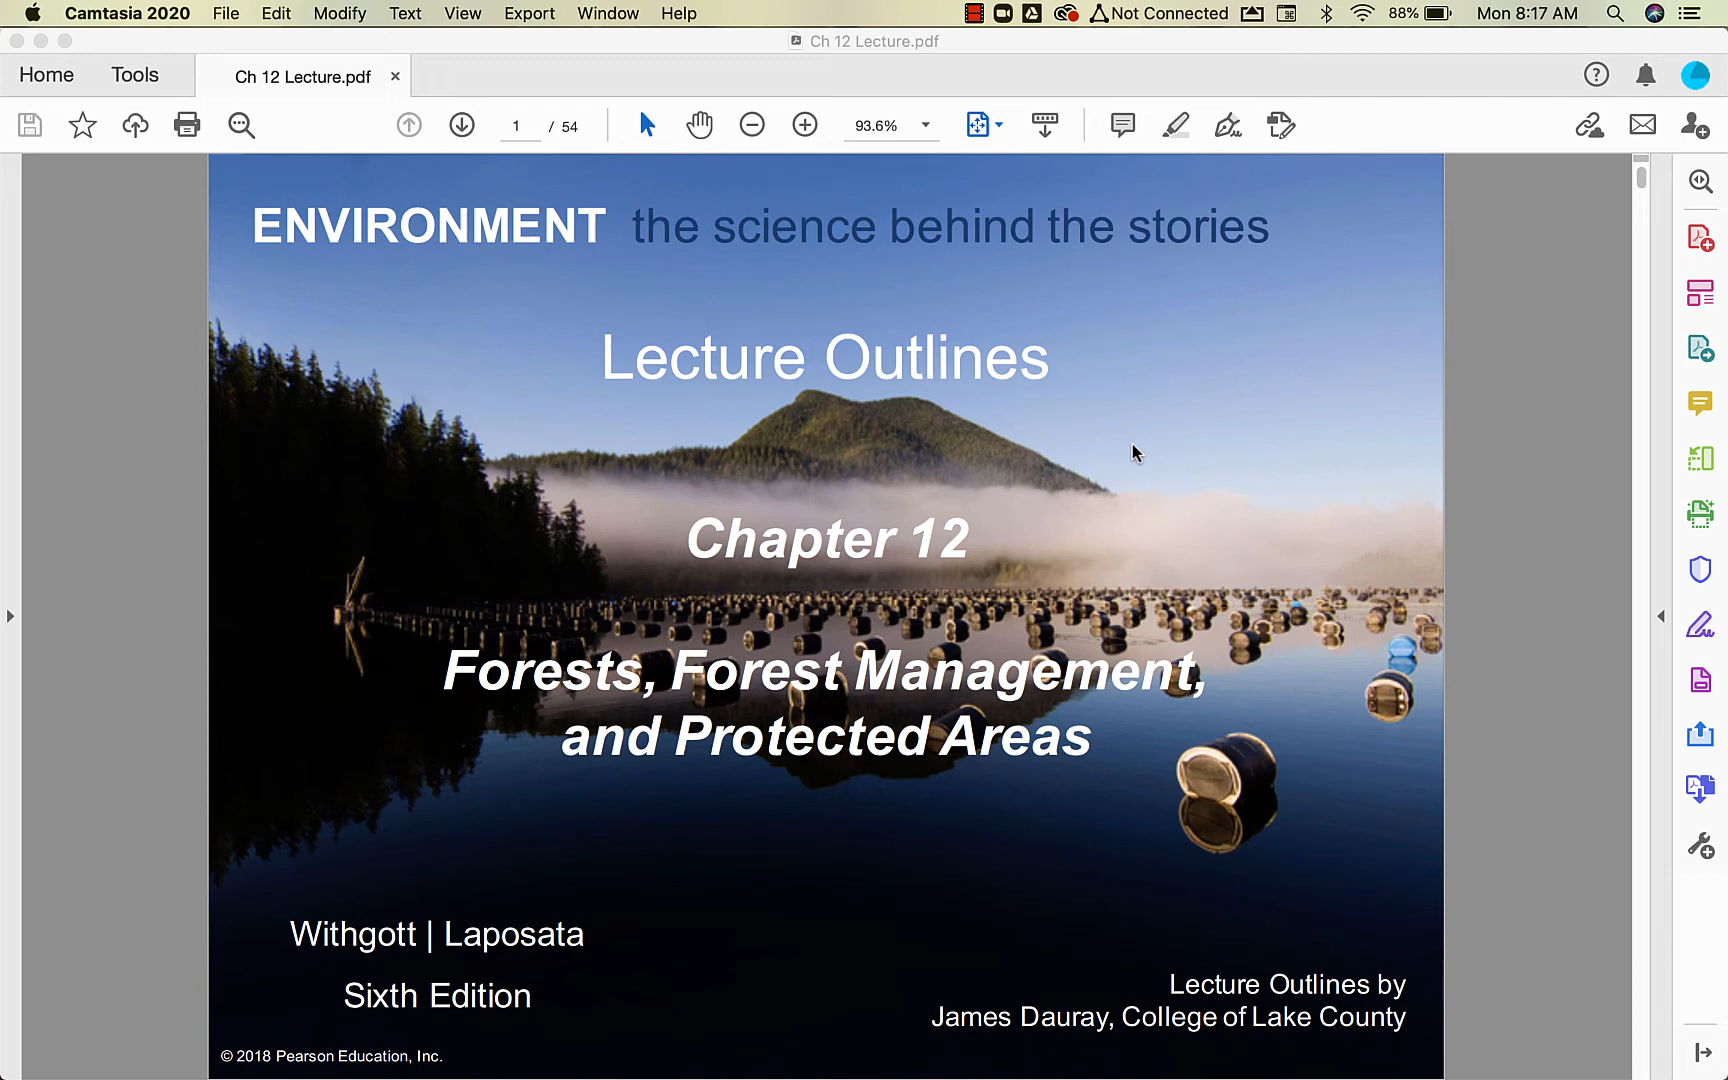 Camtasia 2020 File Edit Modify Text View Export Window Help Not Connected 88% Mon 8:17 AM
Ch 12 Lecture.pdf
Home Tools Ch 12 Lecture.pdf ×
1 / 54 93.6%
ENVIRONMENT the science behind the stories
Lecture Outlines
Chapter 12
Forests, Forest Management,
and Protected Areas
Withgott | Laposata
Sixth Edition
Lecture Outlines by
James Dauray, College of Lake County
© 2018 Pearson Education, Inc.